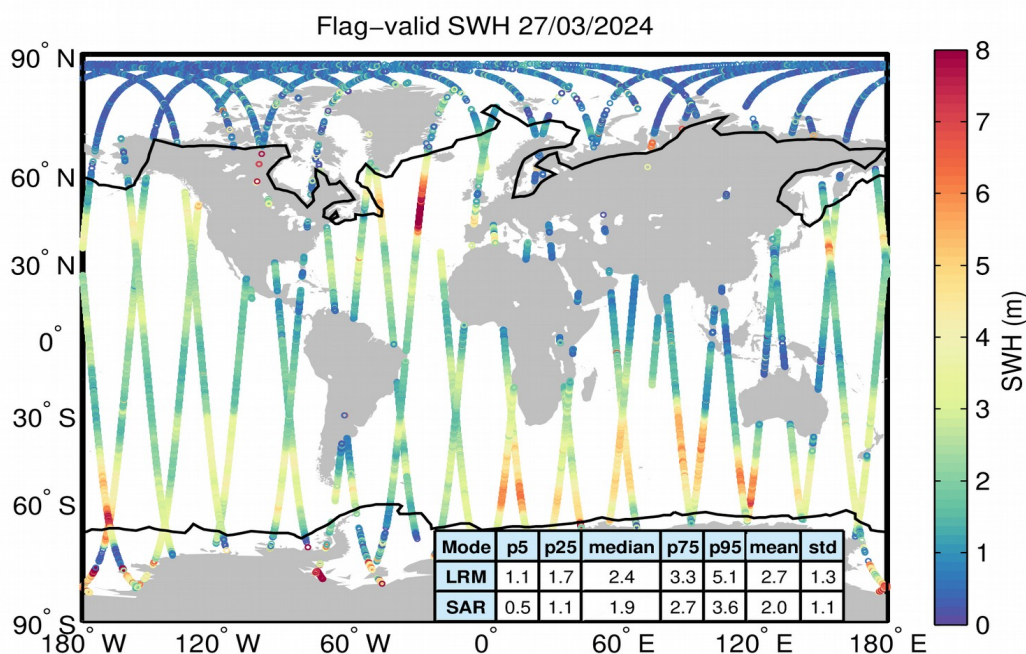 Flag−valid SWH 27/03/2024
90° N
60° N
30° N
0°
30° S
60° S
90° S
180° W
120° W
60° W
0°
60° E
120° E
180° E
8
7
6
5
4
3
2
1
0
SWH (m)
Mode p5 p25 median p75 p95 mean std
LRM 1.1 1.7 2.4 3.3 5.1 2.7 1.3
SAR 0.5 1.1 1.9 2.7 3.6 2.0 1.1